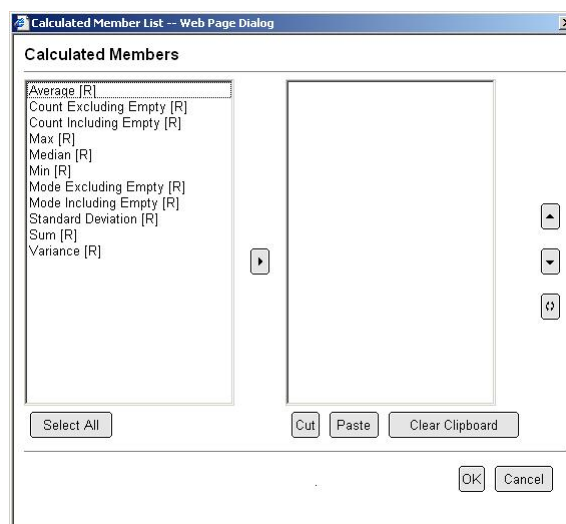 Calculated Member List -- Web Page Dialog
Calculated Members
Average [R]
Count Excluding Empty [R]
Count Including Empty [R]
Max [R]
Median [R]
Min [R]
Mode Excluding Empty [R]
Mode Including Empty [R]
Standard Deviation [R]
Sum [R]
Variance [R]
Select All
Cut Paste Clear Clipboard
OK Cancel